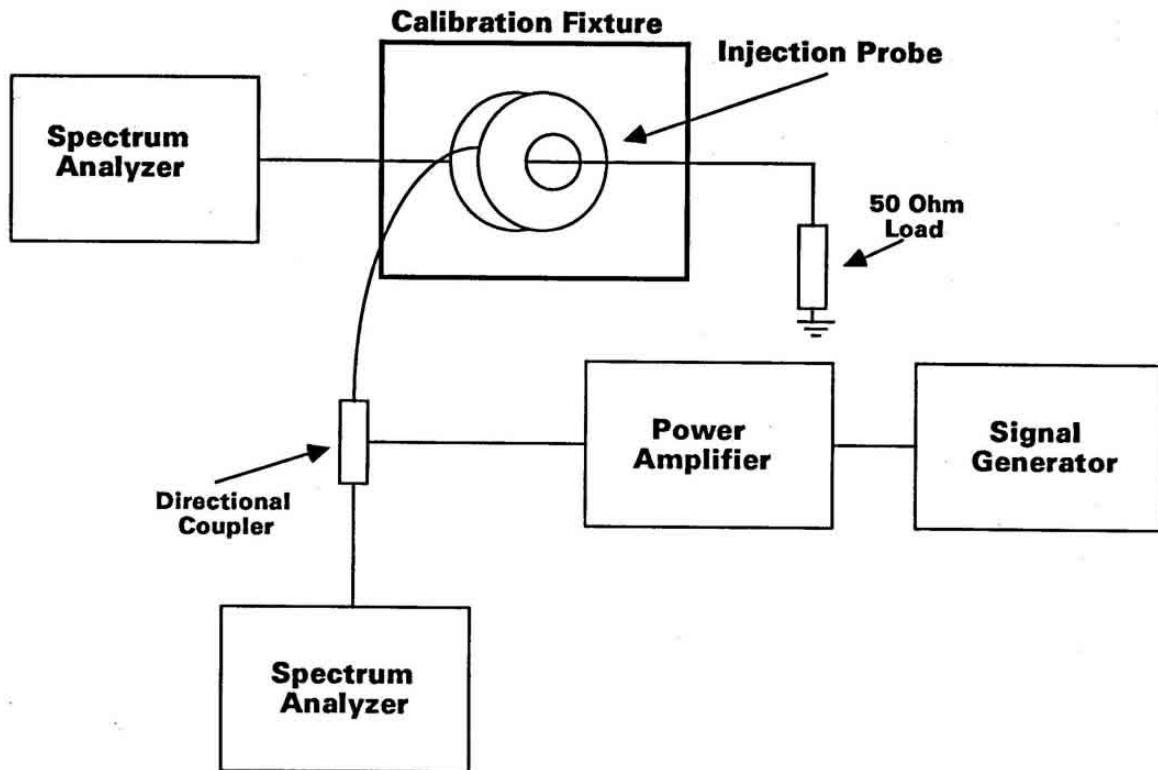 Calibration Fixture
Injection Probe
Spectrum
Analyzer
50 Ohm
Load
Power
Amplifier
Signal
Generator
Directional
Coupler
Spectrum
Analyzer